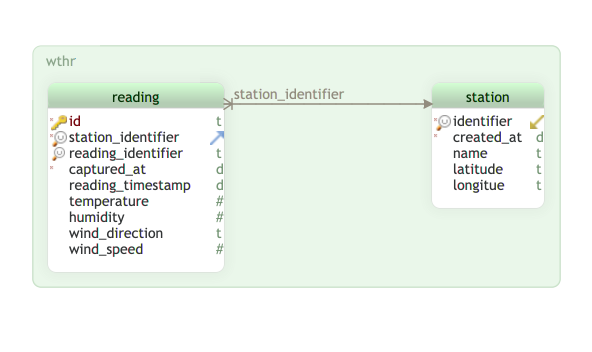 wthr
reading
station_identifier
station
id t
station_identifier
reading_identifier t
captured_at d
reading_timestamp d
temperature #
humidity #
wind_direction t
wind_speed #
identifier
created_at d
name t
latitude t
longitue t